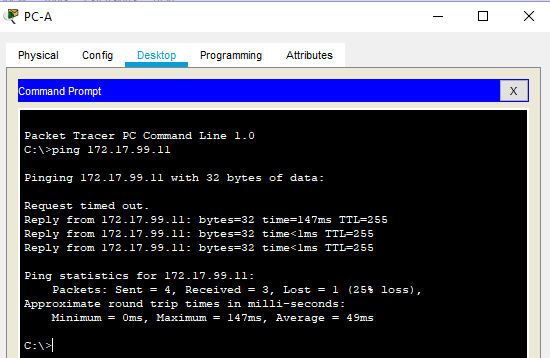 PC-A
Physical Config Desktop Programming Attributes
Command Prompt X
Packet Tracer PC Command Line 1.0
C:\>ping 172.17.99.11
Pinging 172.17.99.11 with 32 bytes of data:
Request timed out.
Reply from 172.17.99.11: bytes=32 time=147ms TTL=255
Reply from 172.17.99.11: bytes=32 time<1ms TTL=255
Reply from 172.17.99.11: bytes=32 time<1ms TTL=255
Ping statistics for 172.17.99.11:
Packets: Sent = 4, Received = 3, Lost = 1 (25% loss),
Approximate round trip times in milli-seconds:
Minimum = 0ms, Maximum = 147ms, Average = 49ms
C:\>